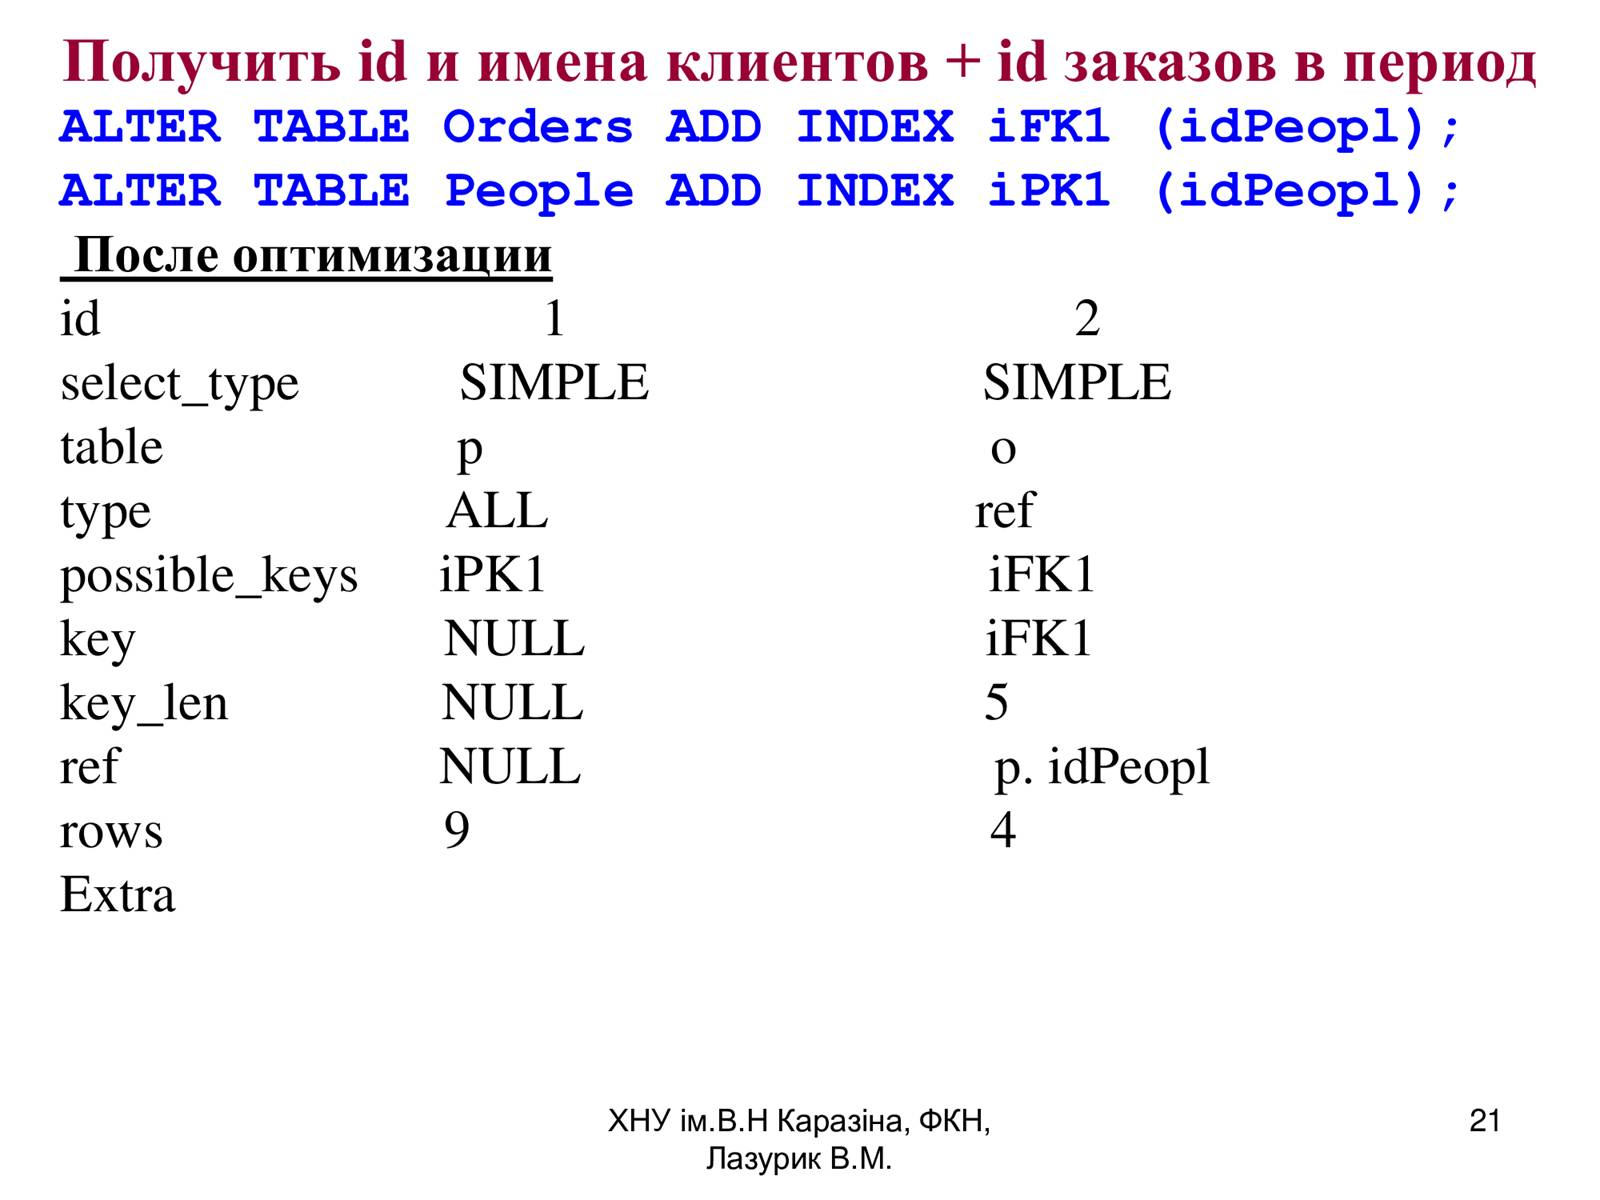 Получить id и имена клиентов + id заказов в период
ALTER TABLE Orders ADD INDEX iFK1 (idPeopl);
ALTER TABLE People ADD INDEX iPK1 (idPeopl);
После оптимизации
id 1 2
select_type SIMPLE SIMPLE
table p o
type ALL ref
possible_keys iPK1 iFK1
key NULL iFK1
key_len NULL 5
ref NULL p. idPeopl
rows 9 4
Extra
ХНУ ім.В.Н Каразіна, ФКН,
Лазурик В.М.
21